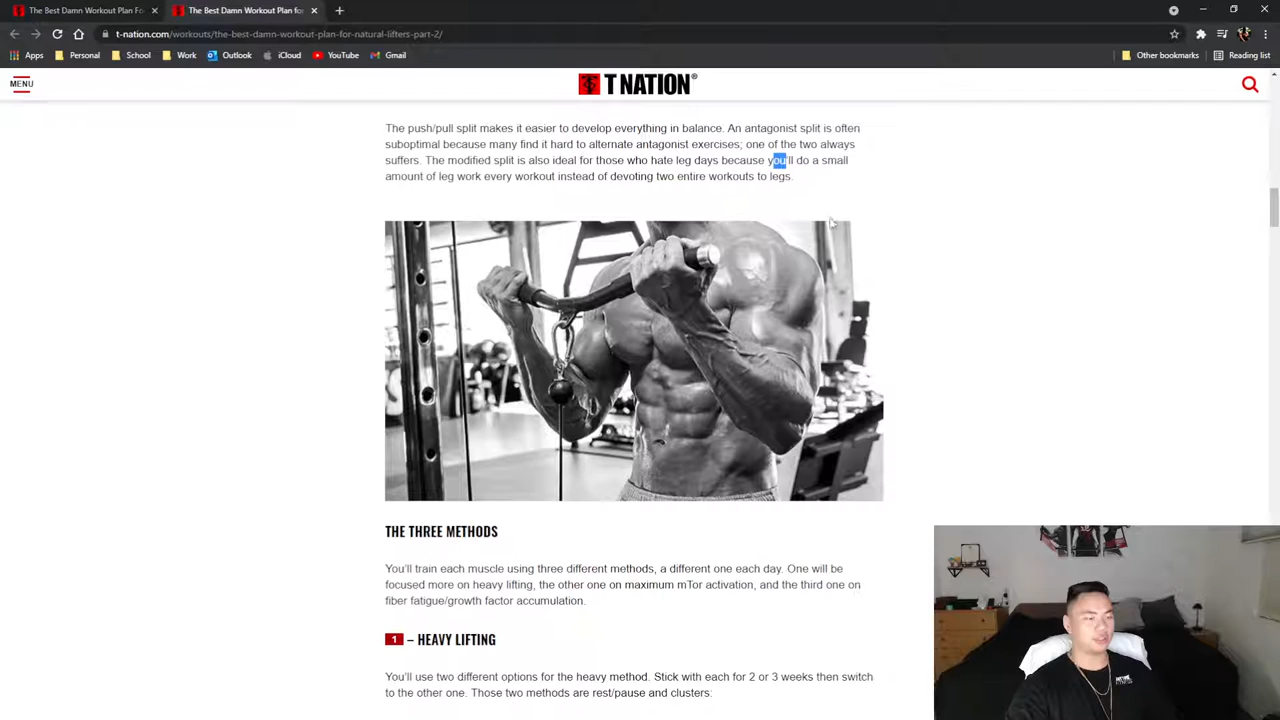 The Best Damn Workout Plan Fo
The Best Damn Workout Plan for
t-nation.com/workouts/the-best-damn-workout-plan-for-natural-lifters-part-2/
Apps Personal School Work Outlook iCloud YouTube Gmail Other bookmarks Reading list
MENU
T NATION®
The push/pull split makes it easier to develop everything in balance. An antagonist split is often
suboptimal because many find it hard to alternate antagonist exercises; one of the two always
suffers. The modified split is also ideal for those who hate leg days because you'll do a small
amount of leg work every workout instead of devoting two entire workouts to legs.
THE THREE METHODS
You'll train each muscle using three different methods, a different one each day. One will be
focused more on heavy lifting, the other one on maximum mTor activation, and the third one on
fiber fatigue/growth factor accumulation.
1 – HEAVY LIFTING
You'll use two different options for the heavy method. Stick with each for 2 or 3 weeks then switch
to the other one. Those two methods are rest/pause and clusters: